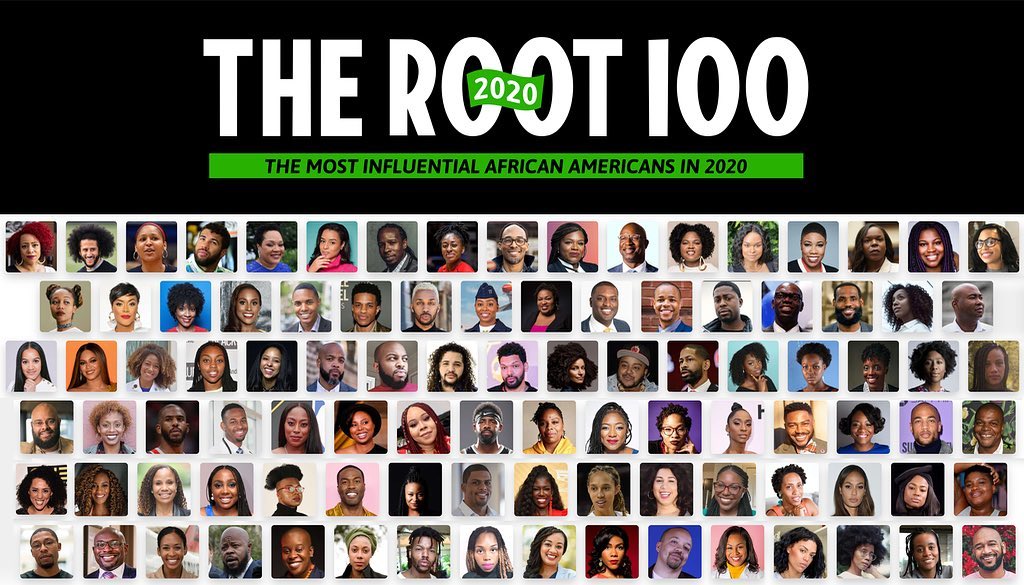 THE ROOT 100
2020
THE MOST INFLUENTIAL AFRICAN AMERICANS IN 2020